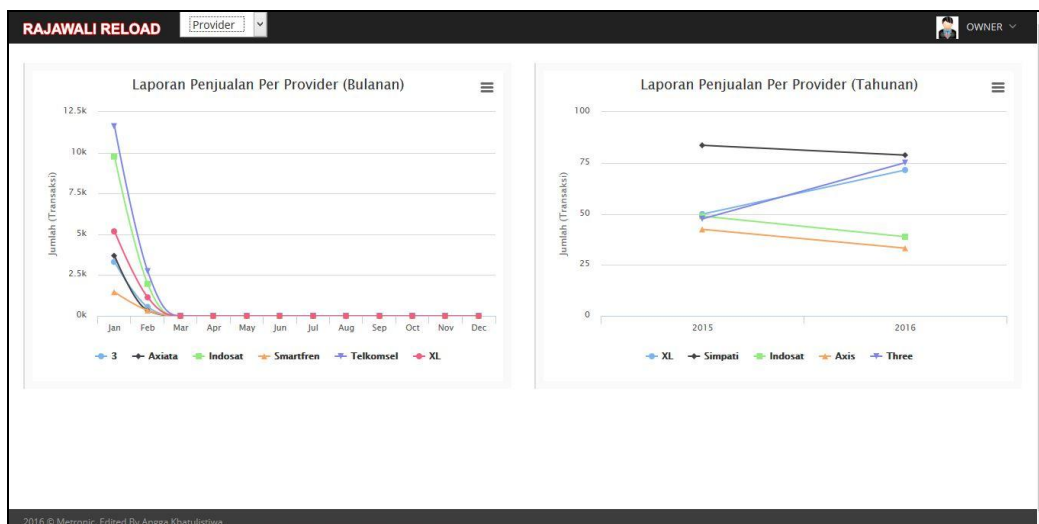 RAJAWALI RELOAD
Provider
OWNER
Laporan Penjualan Per Provider (Bulanan)
12.5k
10k
7.5k
5k
2.5k
0k
Jumlah (Transaksi)
Jan Feb Mar Apr May Jun Jul Aug Sep Oct Nov Dec
3 Axiata Indosat Smartfren Telkomsel XL
Laporan Penjualan Per Provider (Tahunan)
100
75
50
25
0
Jumlah (Transaksi)
2015 2016
XL Simpati Indosat Axis Three
2016 © Metronic. Edited By Angga Khatulistiwa